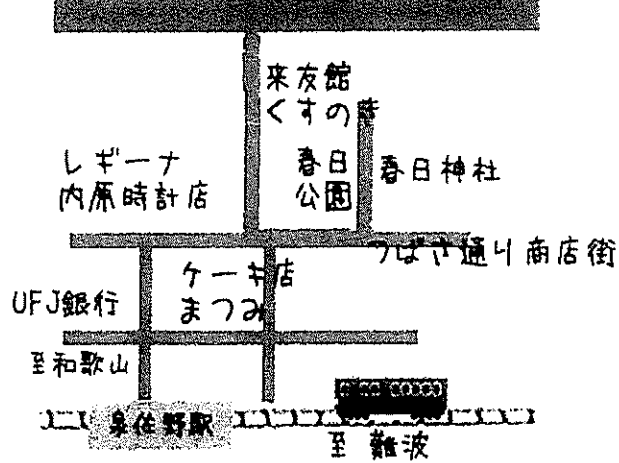 来友館
くすのき
レギーナ
内原時計店
春日
公園
春日神社
つばさ通り商店街
ケーキ店
まつみ
UFJ銀行
至和歌山
泉佐野駅
至 難波